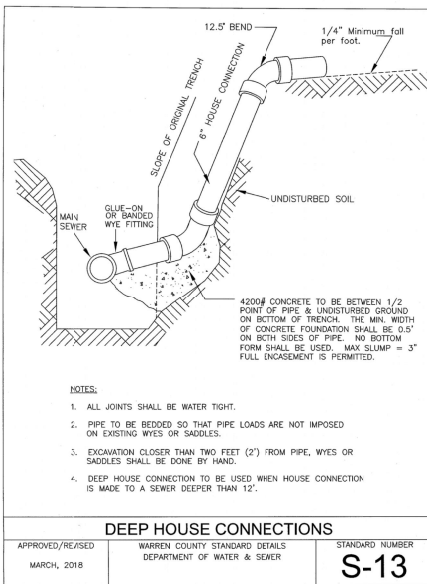 12.5° BEND
1/4" Minimum fall
per foot.
SLOPE OF ORIGINAL TRENCH
6" HOUSE CONNECTION
UNDISTURBED SOIL
GLUE-ON
OR BANDED
WYE FITTING
MAIN
SEWER
4200# CONCRETE TO BE BETWEEN 1/2
POINT OF PIPE & UNDISTURBED GROUND
ON BOTTOM OF TRENCH. THE MIN. WIDTH
OF CONCRETE FOUNDATION SHALL BE 0.5'
ON BOTH SIDES OF PIPE. NO BOTTOM
FORM SHALL BE USED. MAX SLUMP = 3"
FULL ENCASEMENT IS PERMITTED.
NOTES:
1. ALL JOINTS SHALL BE WATER TIGHT.
2. PIPE TO BE BEDDED SO THAT PIPE LOADS ARE NOT IMPOSED
ON EXISTING WYES OR SADDLES.
3. EXCAVATION CLOSER THAN TWO FEET (2') FROM PIPE, WYES OR
SADDLES SHALL BE DONE BY HAND.
4. DEEP HOUSE CONNECTION TO BE USED WHEN HOUSE CONNECTION
IS MADE TO A SEWER DEEPER THAN 12'.
DEEP HOUSE CONNECTIONS
APPROVED/REVISED
MARCH, 2018
WARREN COUNTY STANDARD DETAILS
DEPARTMENT OF WATER & SEWER
STANDARD NUMBER
S-13